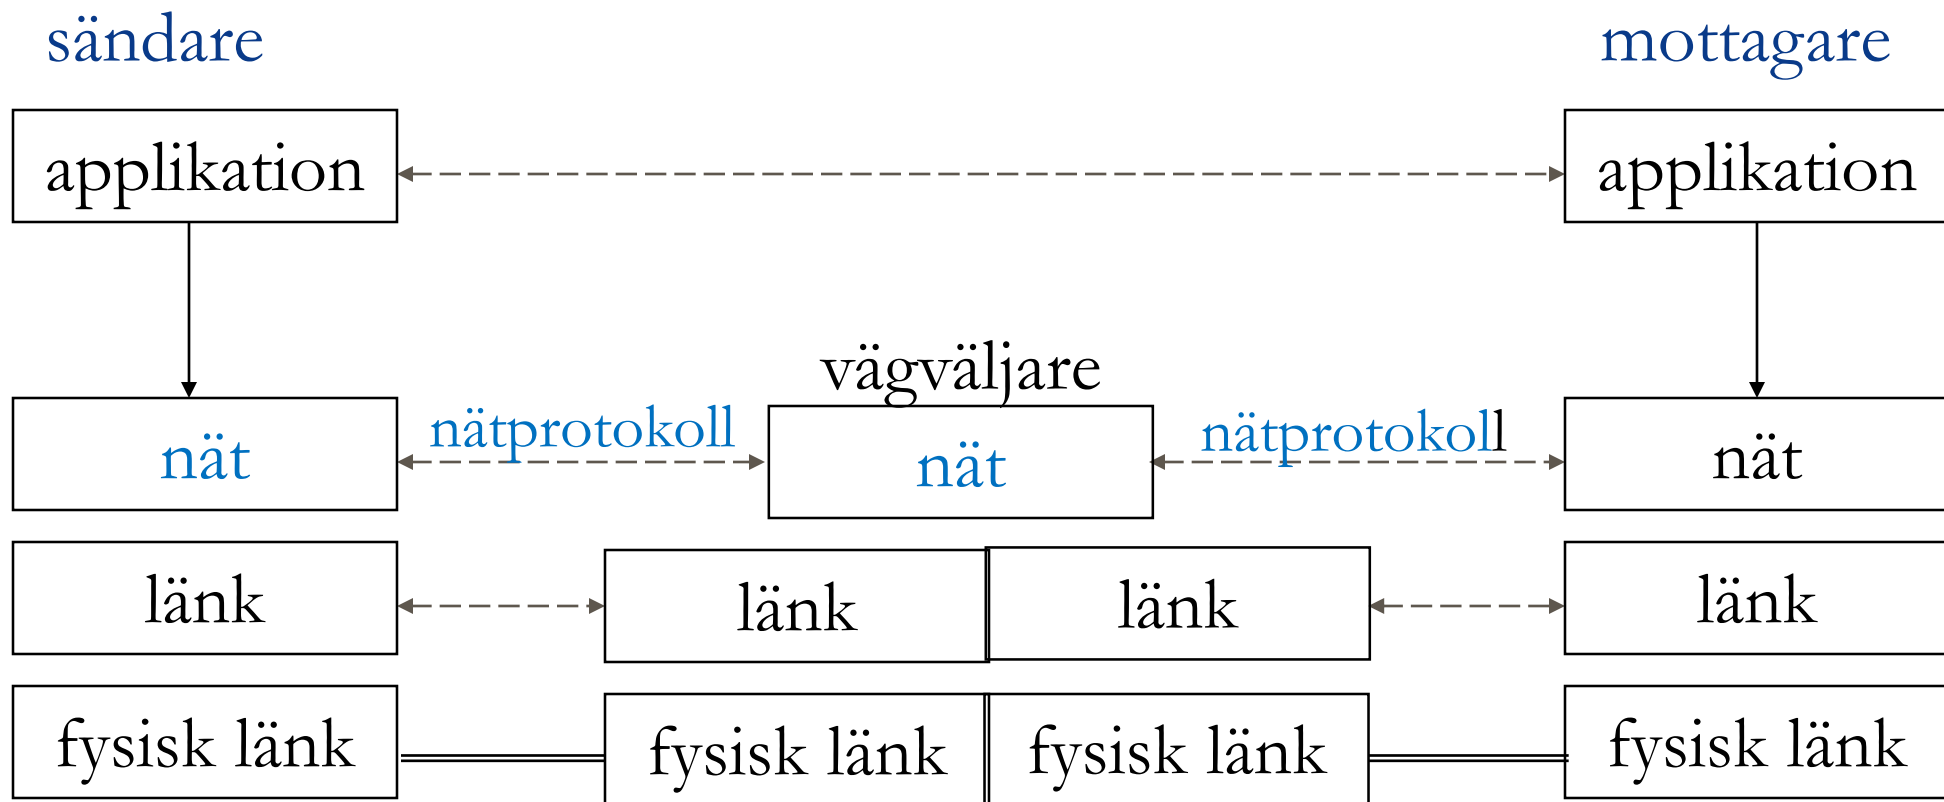 sändare
mottagare
applikation
applikation
vägväljare
nät
nätprotokoll
nät
nätprotokoll
nät
länk
länk
länk
länk
fysisk länk
fysisk länk
fysisk länk
fysisk länk